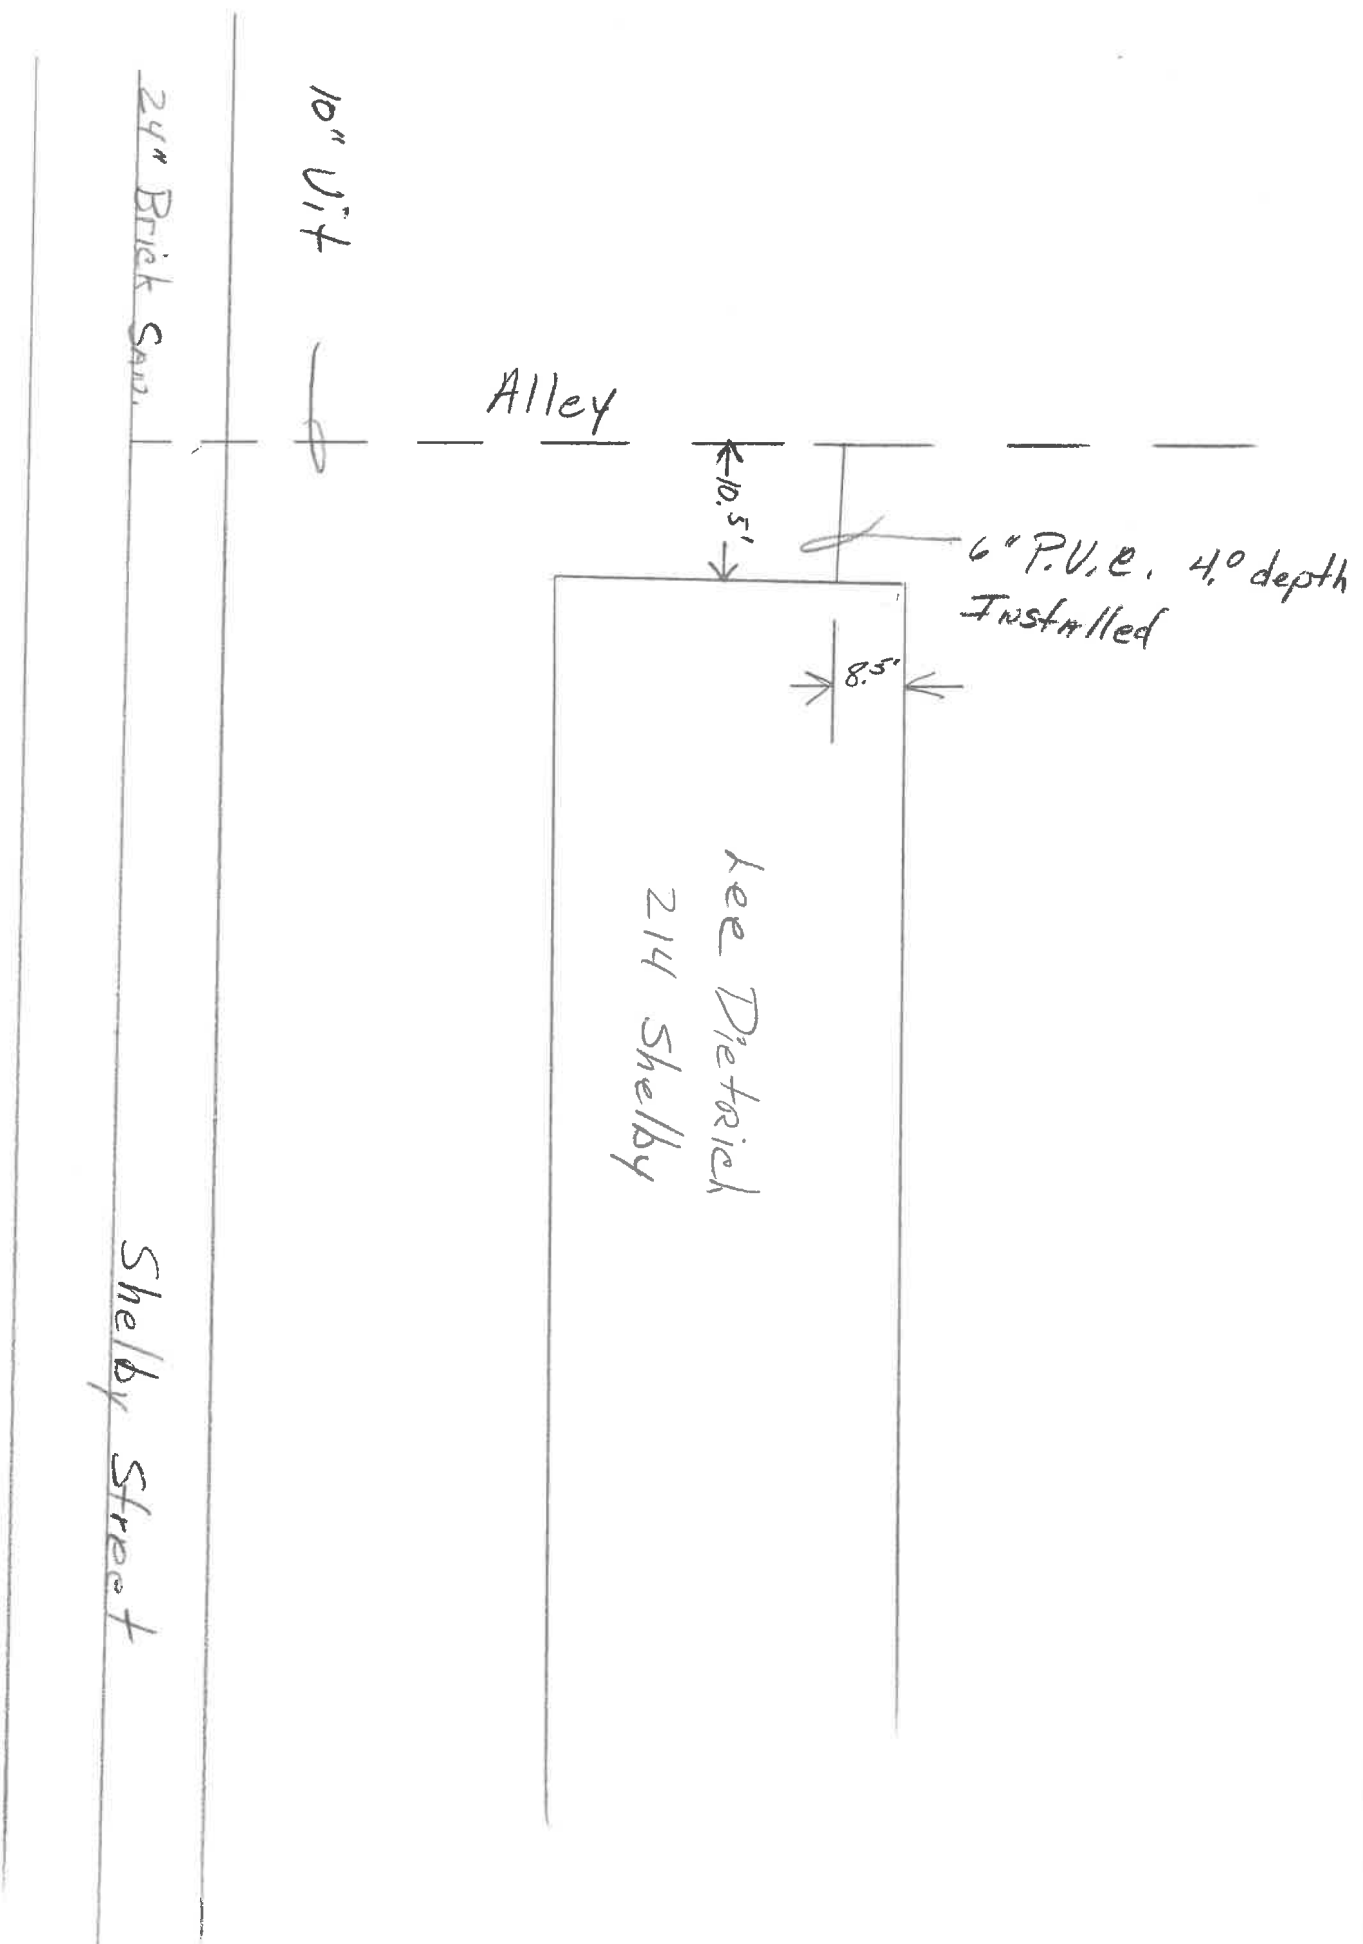 10" Vit
24" Brick SAN.
Alley
10.5'
6" P.V.C. 4.0 depth
Installed
8.5'
Lee Dietrich
214 Shelby
Shelby Street